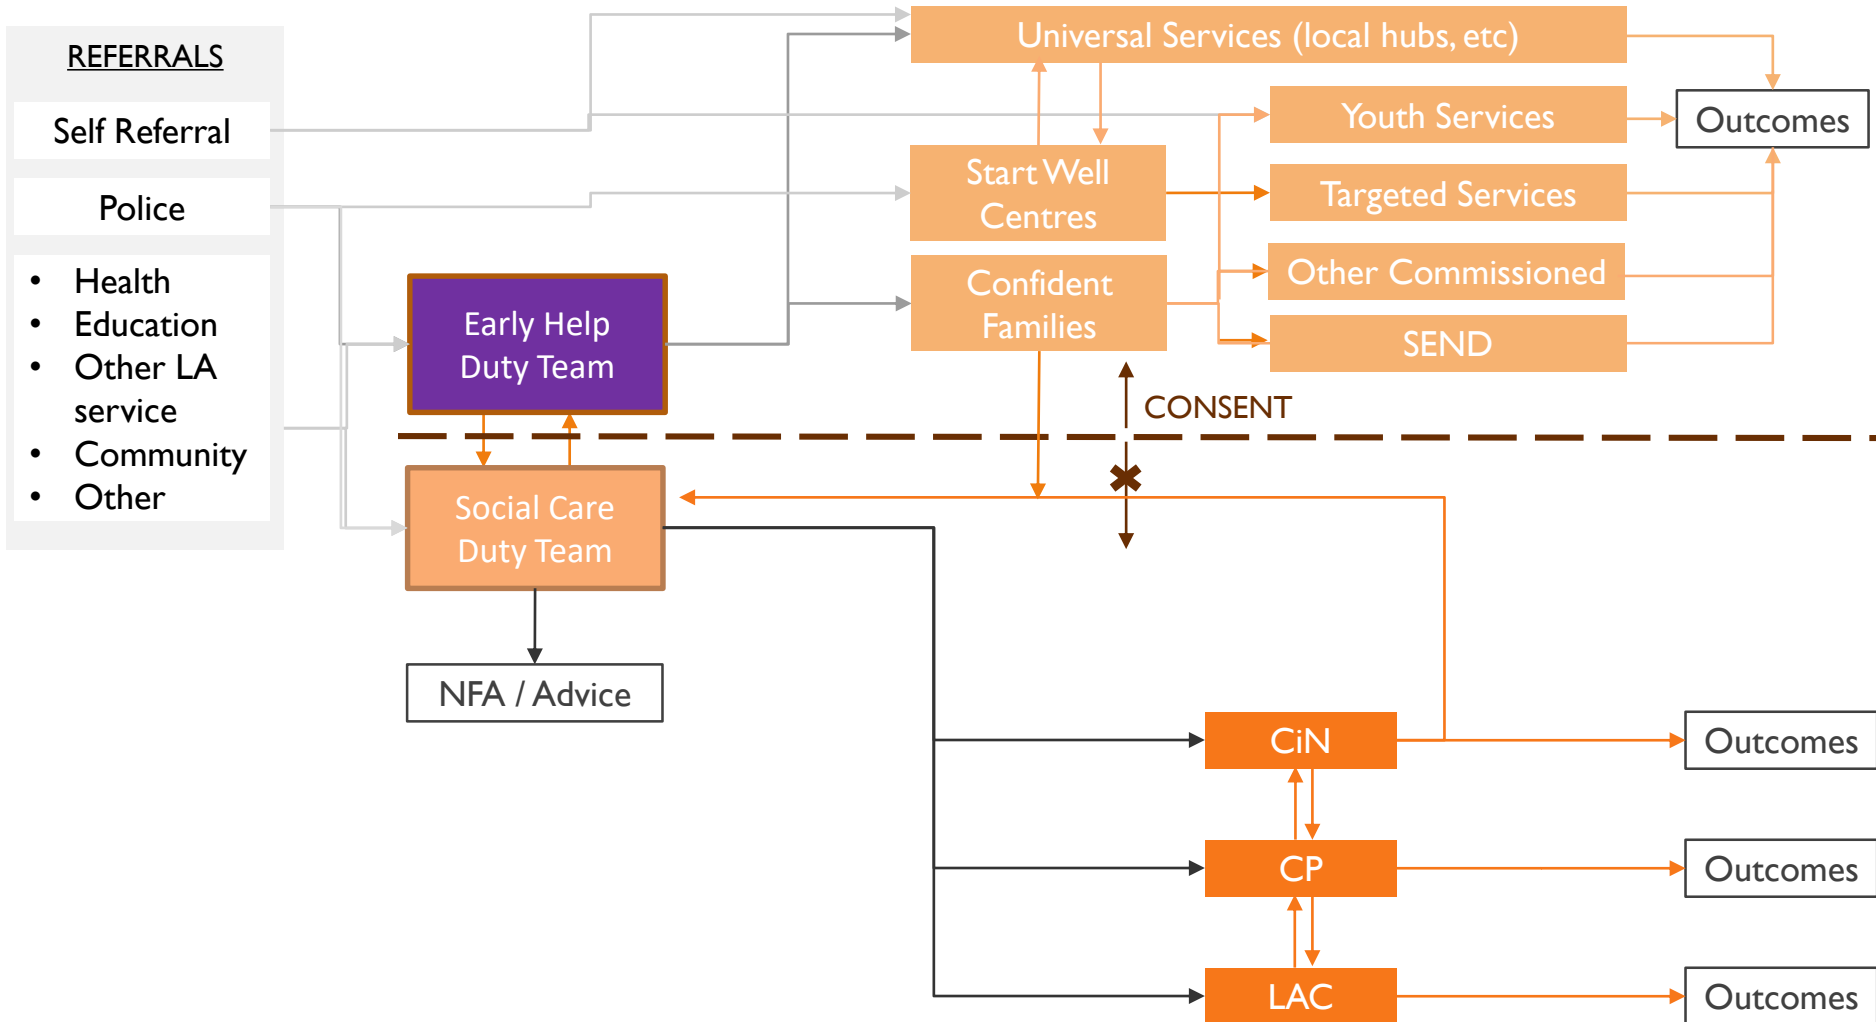 REFERRALS
Self Referral
Police
• Health
• Education
• Other LA
service
• Community
• Other
Early Help
Duty Team
Social Care
Duty Team
NFA / Advice
Universal Services (local hubs, etc)
Start Well
Centres
Confident
Families
Youth Services
Targeted Services
Other Commissioned
SEND
Outcomes
CONSENT
CiN
Outcomes
CP
Outcomes
LAC
Outcomes